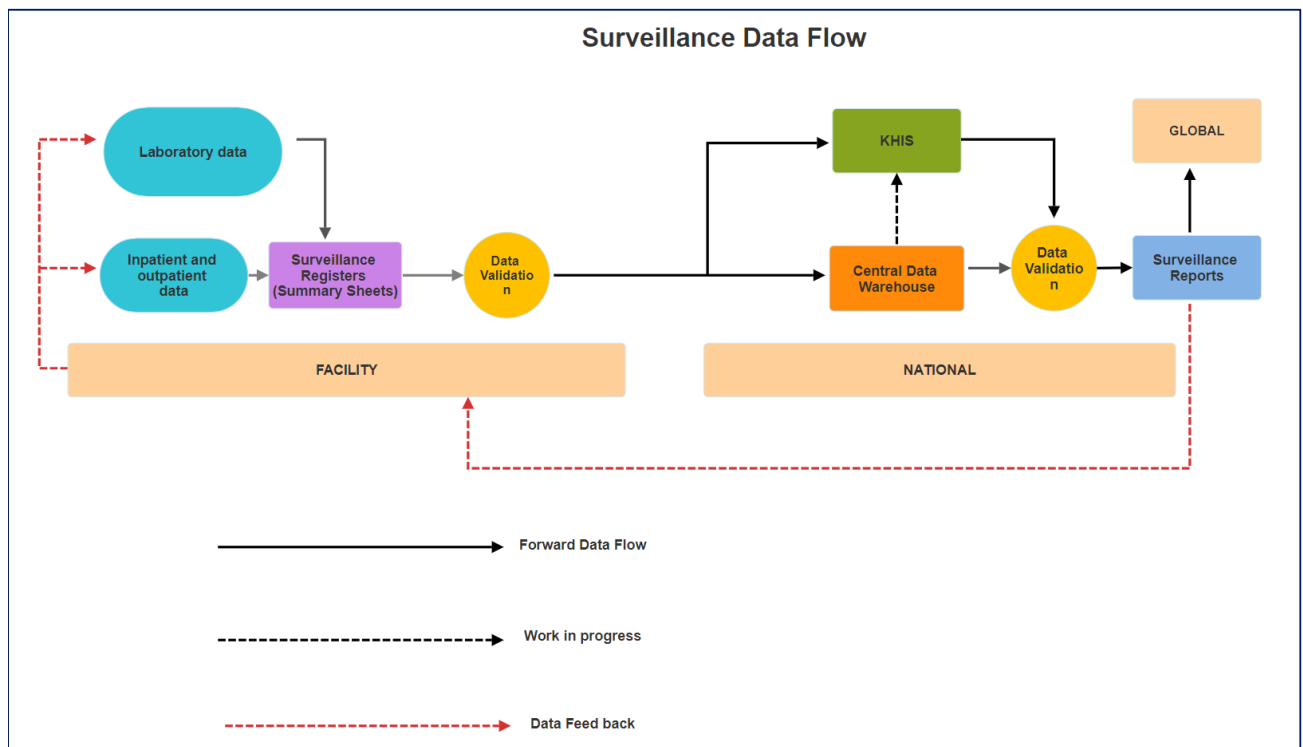 Surveillance Data Flow
Laboratory data
KHIS
GLOBAL
Inpatient and
outpatient
data
Surveillance
Registers
(Summary Sheets)
Data
Validatio
n
Central Data
Warehouse
Data
Validatio
n
Surveillance
Reports
FACILITY
NATIONAL
Forward Data Flow
Work in progress
Data Feed back